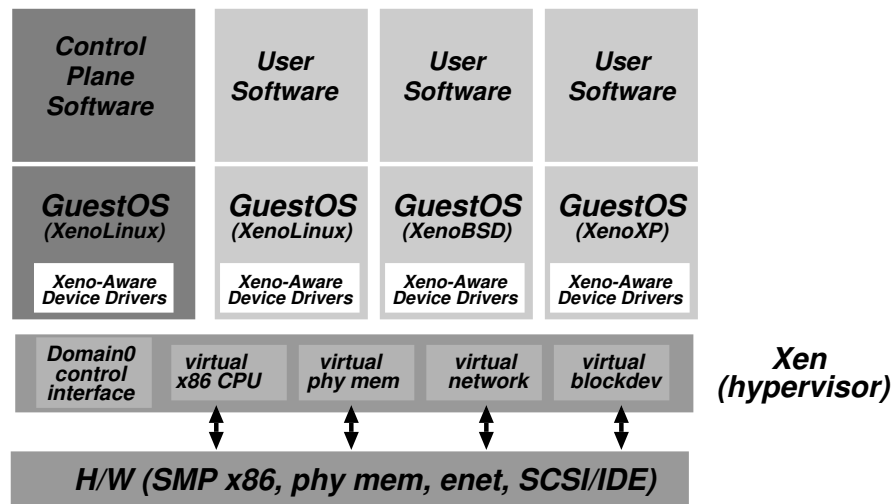 Control
Plane
Software
User
Software
User
Software
User
Software
GuestOS
(XenoLinux)
Xeno-Aware
Device Drivers
GuestOS
(XenoLinux)
Xeno-Aware
Device Drivers
GuestOS
(XenoBSD)
Xeno-Aware
Device Drivers
GuestOS
(XenoXP)
Xeno-Aware
Device Drivers
Domain0
control
interface
virtual
x86 CPU
virtual
phy mem
virtual
network
virtual
blockdev
Xen
(hypervisor)
H/W (SMP x86, phy mem, enet, SCSI/IDE)